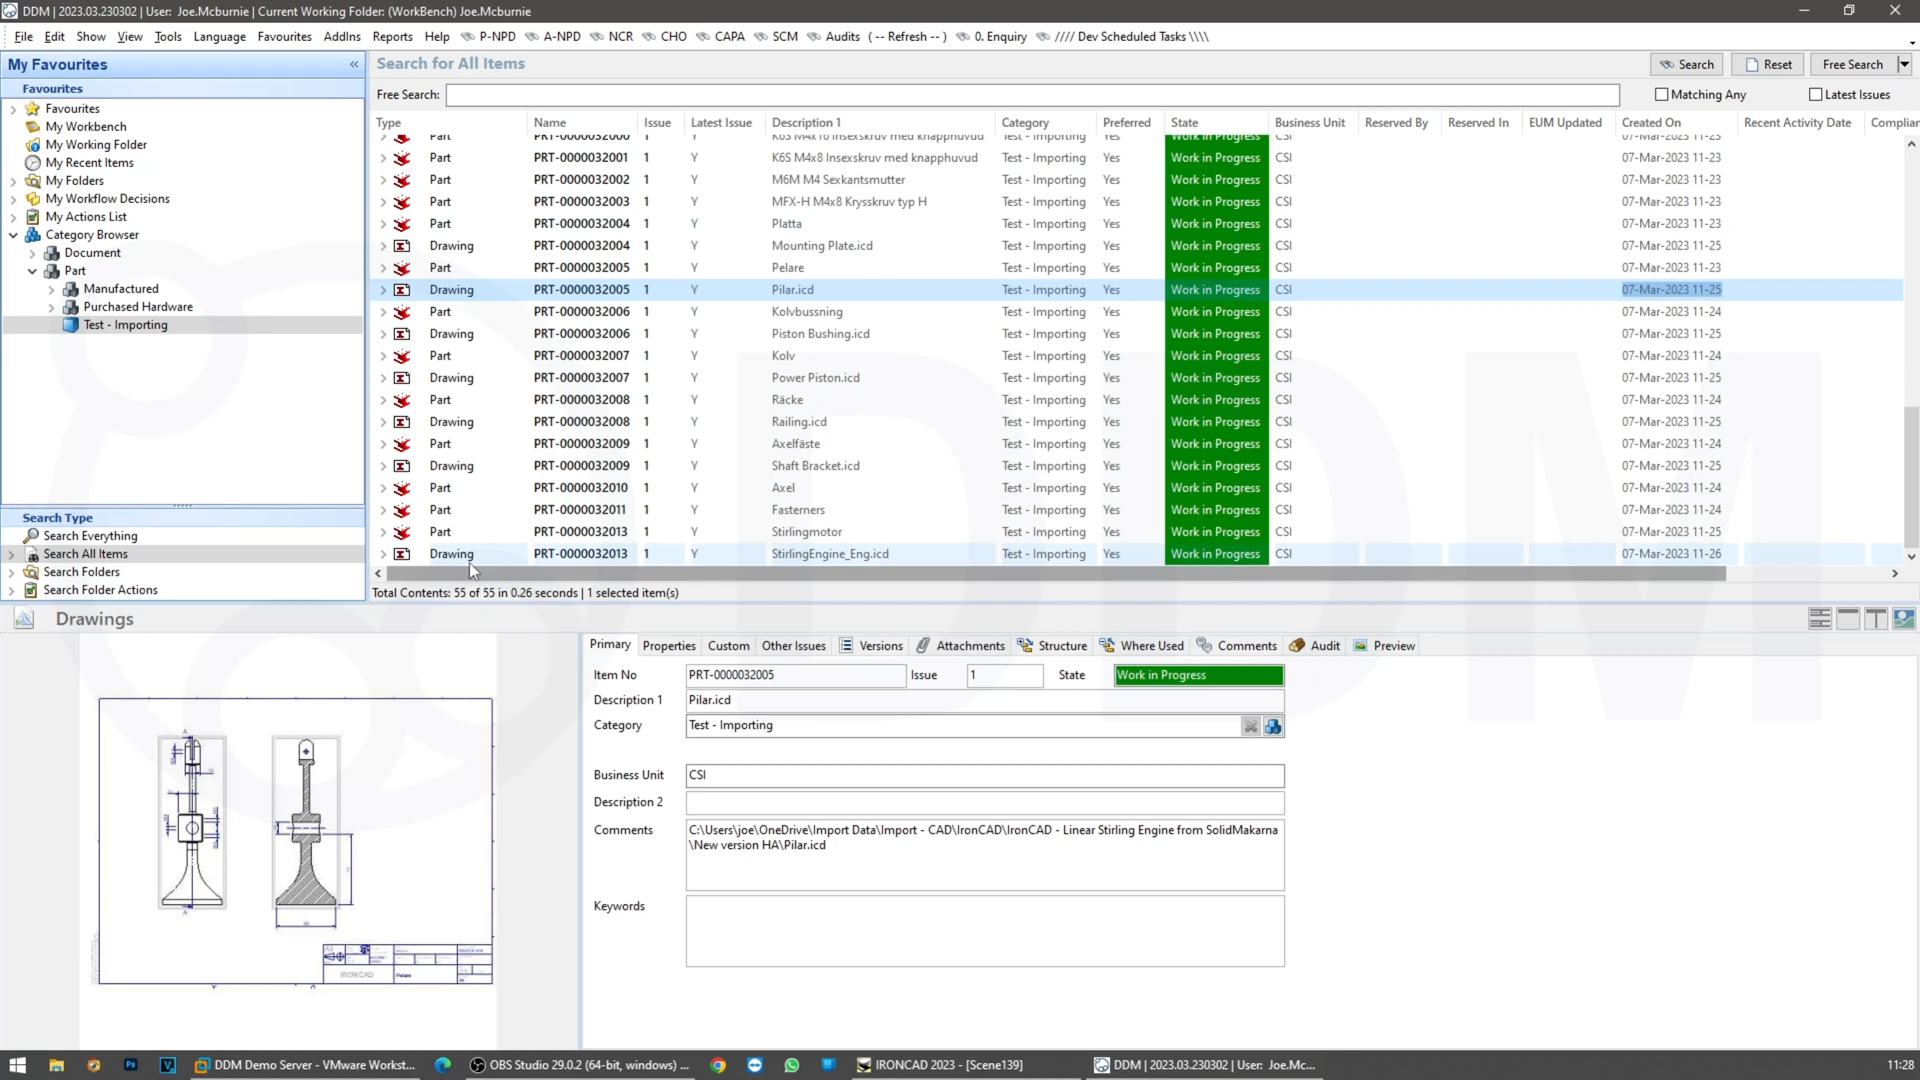 DDM | 2023.03.230302 | User: Joe.Mcburnie | Current Working Folder: (WorkBench) Joe.Mcburnie
File Edit Show View Tools Language Favourites AddIns Reports Help P-NPD A-NPD NCR CHO CAPA SCM Audits ( -- Refresh -- ) 0. Enquiry //// Dev Scheduled Tasks \\\\
My Favourites
Search for All Items
Search Reset Free Search
Favourites
Free Search: Matching Any Latest Issues
Favourites
My Workbench
My Working Folder
My Recent Items
My Folders
My Workflow Decisions
My Actions List
Category Browser
Document
Part
Manufactured
Purchased Hardware
Test - Importing
Type Name Issue Latest Issue Description 1 Category Preferred State Business Unit Reserved By Reserved In EUM Updated Created On Recent Activity Date Complian
Part PRT-0000032000 1 Y K6S M4x16 Insexskruv med knapphuvud Test - Importing Yes Work in Progress CSI 07-Mar-2023 11-23
Part PRT-0000032001 1 Y K6S M4x8 Insexskruv med knapphuvud Test - Importing Yes Work in Progress CSI 07-Mar-2023 11-23
Part PRT-0000032002 1 Y M6M M4 Sexkantsmutter Test - Importing Yes Work in Progress CSI 07-Mar-2023 11-23
Part PRT-0000032003 1 Y MFX-H M4x8 Krysskruv typ H Test - Importing Yes Work in Progress CSI 07-Mar-2023 11-23
Part PRT-0000032004 1 Y Platta Test - Importing Yes Work in Progress CSI 07-Mar-2023 11-23
Drawing PRT-0000032004 1 Y Mounting Plate.icd Test - Importing Yes Work in Progress CSI 07-Mar-2023 11-25
Part PRT-0000032005 1 Y Pelare Test - Importing Yes Work in Progress CSI 07-Mar-2023 11-23
Drawing PRT-0000032005 1 Y Pilar.icd Test - Importing Yes Work in Progress CSI 07-Mar-2023 11-25
Part PRT-0000032006 1 Y Kolvbussning Test - Importing Yes Work in Progress CSI 07-Mar-2023 11-24
Drawing PRT-0000032006 1 Y Piston Bushing.icd Test - Importing Yes Work in Progress CSI 07-Mar-2023 11-25
Part PRT-0000032007 1 Y Kolv Test - Importing Yes Work in Progress CSI 07-Mar-2023 11-24
Drawing PRT-0000032007 1 Y Power Piston.icd Test - Importing Yes Work in Progress CSI 07-Mar-2023 11-25
Part PRT-0000032008 1 Y Räcke Test - Importing Yes Work in Progress CSI 07-Mar-2023 11-24
Drawing PRT-0000032008 1 Y Railing.icd Test - Importing Yes Work in Progress CSI 07-Mar-2023 11-25
Part PRT-0000032009 1 Y Axelfäste Test - Importing Yes Work in Progress CSI 07-Mar-2023 11-24
Drawing PRT-0000032009 1 Y Shaft Bracket.icd Test - Importing Yes Work in Progress CSI 07-Mar-2023 11-25
Part PRT-0000032010 1 Y Axel Test - Importing Yes Work in Progress CSI 07-Mar-2023 11-24
Part PRT-0000032011 1 Y Fasterners Test - Importing Yes Work in Progress CSI 07-Mar-2023 11-24
Part PRT-0000032013 1 Y Stirlingmotor Test - Importing Yes Work in Progress CSI 07-Mar-2023 11-25
Drawing PRT-0000032013 1 Y StirlingEngine_Eng.icd Test - Importing Yes Work in Progress CSI 07-Mar-2023 11-26
Search Type
Search Everything
Search All Items
Search Folders
Search Folder Actions
Total Contents: 55 of 55 in 0.26 seconds | 1 selected item(s)
Drawings
Primary Properties Custom Other Issues Versions Attachments Structure Where Used Comments Audit Preview
Item No PRT-0000032005 Issue 1 State Work in Progress
Description 1 Pilar.icd
Category Test - Importing
Business Unit CSI
Description 2
Comments C:\Users\joe\OneDrive\Import Data\Import - CAD\IronCAD\IronCAD - Linear Stirling Engine from SolidMakarna
\New version HA\Pilar.icd
Keywords
A
A
IRONCAD Pelare
DDM
DDM Demo Server - VMware Workst... OBS Studio 29.0.2 (64-bit, windows) ... IRONCAD 2023 - [Scene139] DDM | 2023.03.230302 | User: Joe.Mc... 11:28